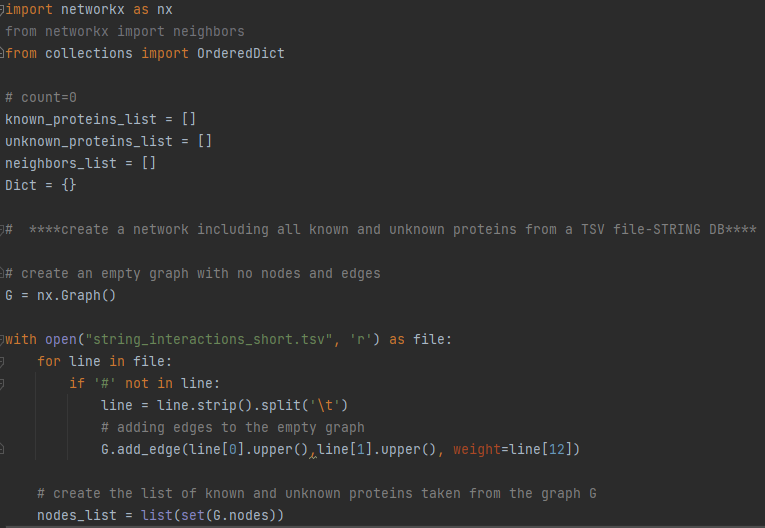 import networkx as nx
from networkx import neighbors
from collections import OrderedDict
# count=0
known_proteins_list = []
unknown_proteins_list = []
neighbors_list = []
Dict = {}
#  ****create a network including all known and unknown proteins from a TSV file-STRING DB****
# create an empty graph with no nodes and edges
G = nx.Graph()
with open("string_interactions_short.tsv", 'r') as file:
    for line in file:
        if '#' not in line:
            line = line.strip().split('\t')
            # adding edges to the empty graph
            G.add_edge(line[0].upper(),line[1].upper(), weight=line[12])
    # create the list of known and unknown proteins taken from the graph G
    nodes_list = list(set(G.nodes))